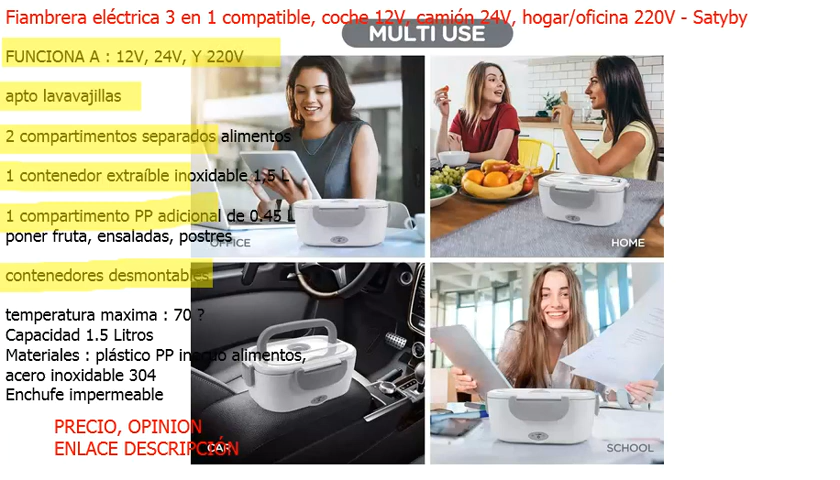 Fiambrera eléctrica 3 en 1 compatible, coche 12V, camión 24V, hogar/oficina 220V - Satyby
MULTI USE
FUNCIONA A : 12V, 24V, Y 220V
apto lavavajillas
2 compartimentos separados alimentos
1 contenedor extraíble inoxidable 1,5 L
1 compartimento PP adicional de 0.45 L
poner fruta, ensaladas, postres
OFFICE
HOME
contenedores desmontables
temperatura maxima : 70 ?
Capacidad 1.5 Litros
Materiales : plástico PP inocuo alimentos,
acero inoxidable 304
Enchufe impermeable
PRECIO, OPINION
ENLACE DESCRIPCIÓN
CAR
SCHOOL